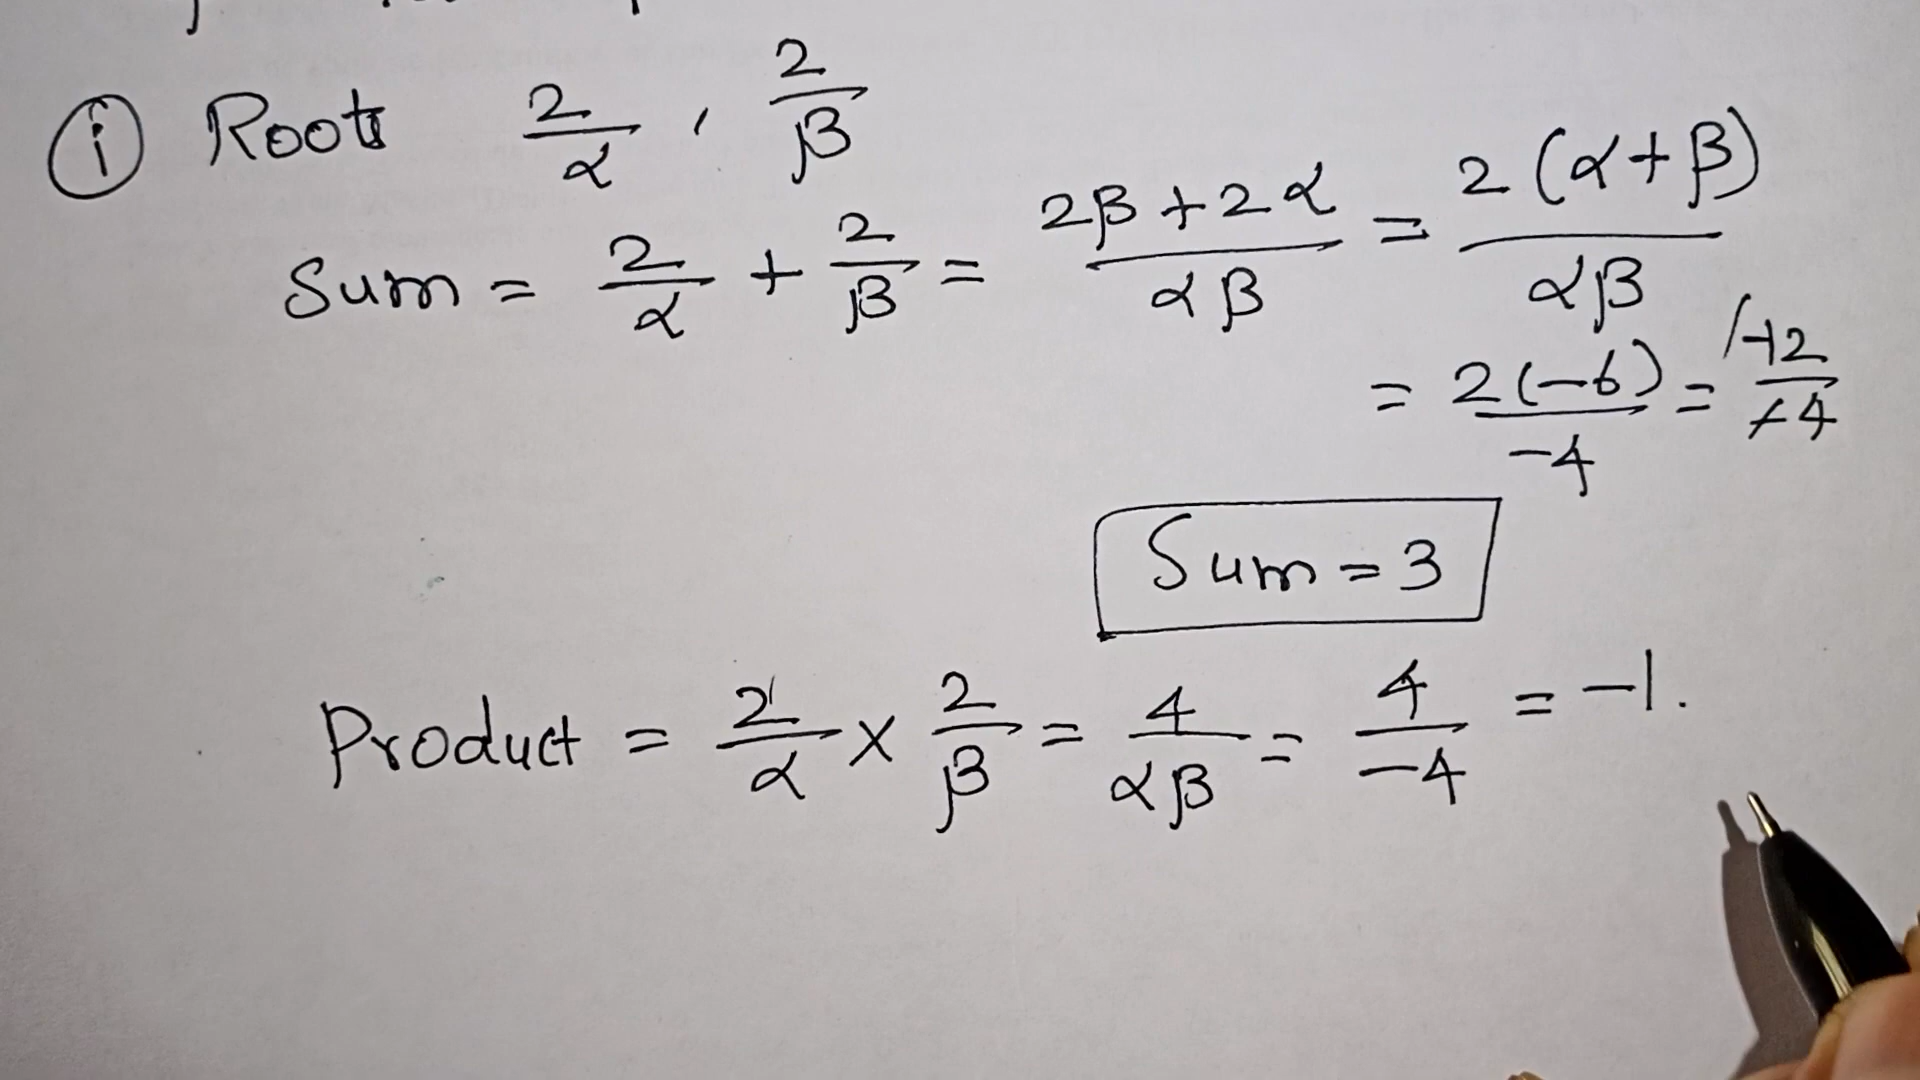 (i) Roots 2/α , 2/β
Sum = 2/α + 2/β = (2β + 2α)/(αβ) = 2(α + β)/(αβ)
= 2(-6)/-4 = -12/-4
Sum = 3
Product = 2/α × 2/β = 4/(αβ) = 4/-4 = -1.